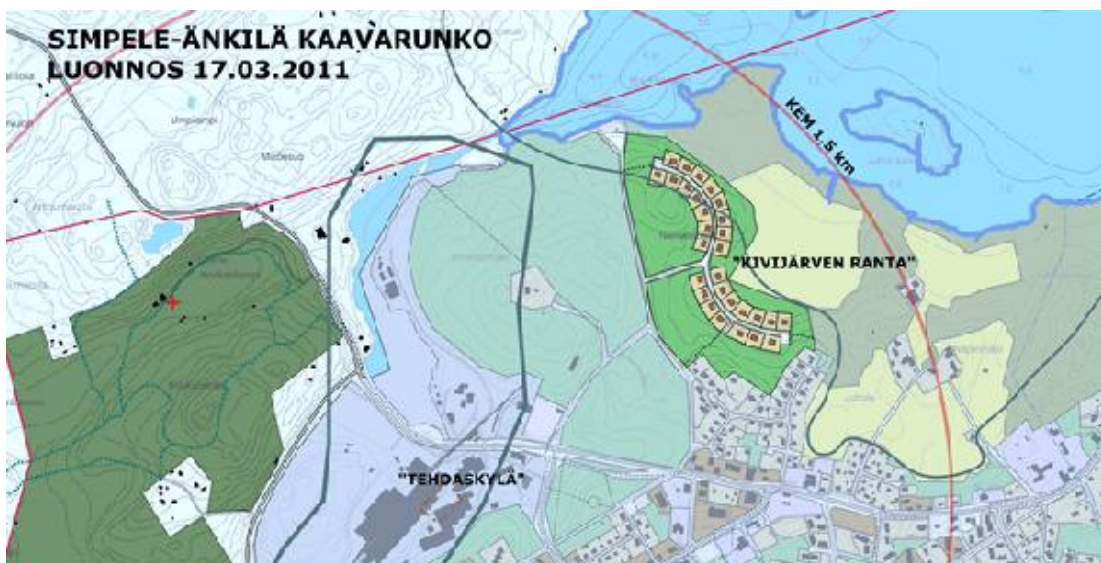 SIMPELE-ÄNKILÄ KAAVARUNKO
LUONNOS 17.03.2011
KEM 1,5 km
"KIVIJÄRVEN RANTA"
"TEHDASKYLÄ"